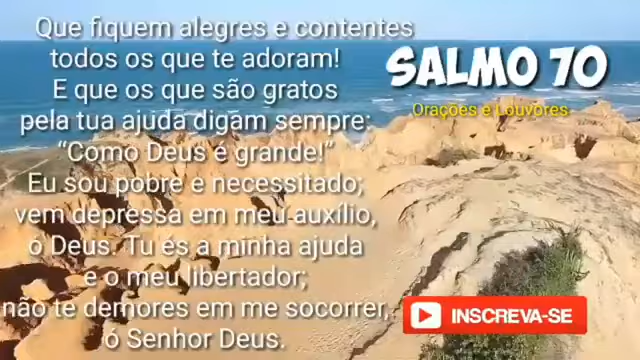 Que fiquem alegres e contentes
todos os que te adoram!
E que os que são gratos
pela tua ajuda digam sempre:
“Como Deus é grande!”
Eu sou pobre e necessitado;
vem depressa em meu auxílio,
ó Deus. Tu és a minha ajuda
e o meu libertador;
não te demores em me socorrer,
ó Senhor Deus.
SALMO 70
Orações e Louvores
INSCREVA-SE